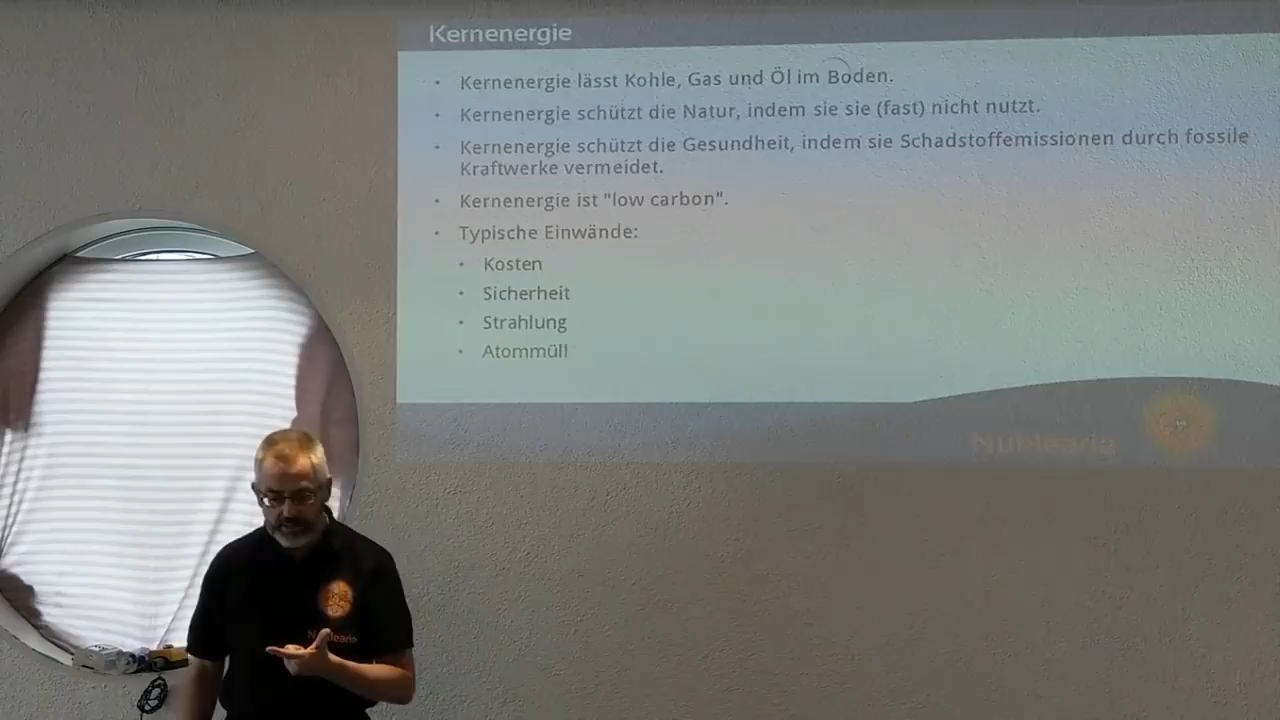 Kernenergie
• Kernenergie lässt Kohle, Gas und Öl im Boden.
• Kernenergie schützt die Natur, indem sie sie (fast) nicht nutzt.
• Kernenergie schützt die Gesundheit, indem sie Schadstoffemissionen durch fossile
Kraftwerke vermeidet.
• Kernenergie ist "low carbon".
• Typische Einwände:
• Kosten
• Sicherheit
• Strahlung
• Atommüll
Nuklearia
Nuklearia